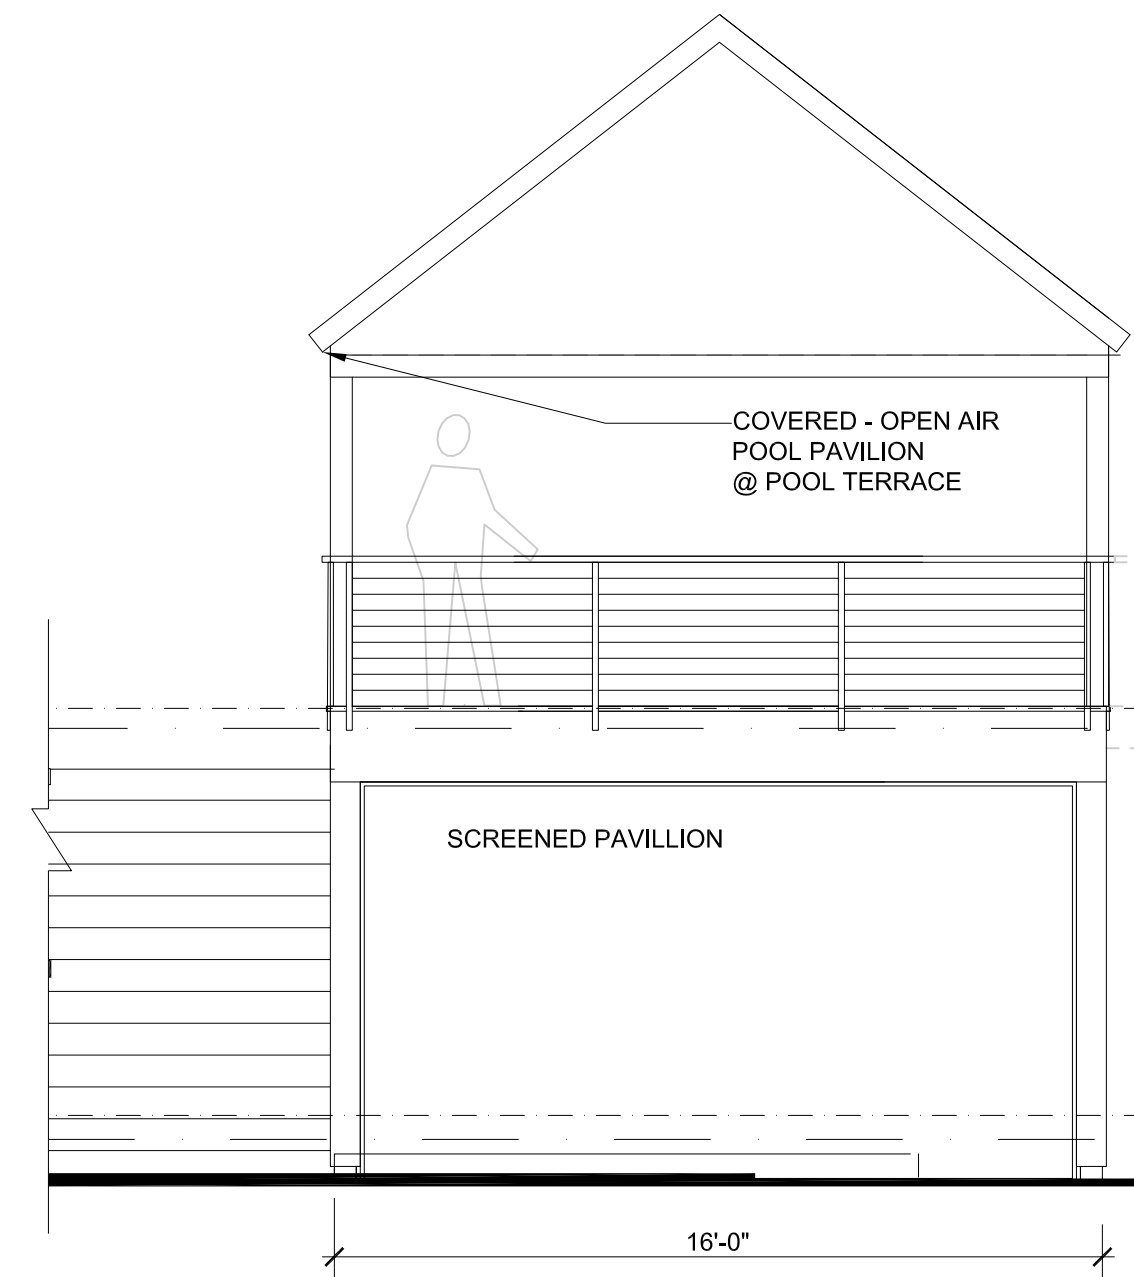 COVERED - OPEN AIR
POOL PAVILION
@ POOL TERRACE
SCREENED PAVILLION
16'-0"